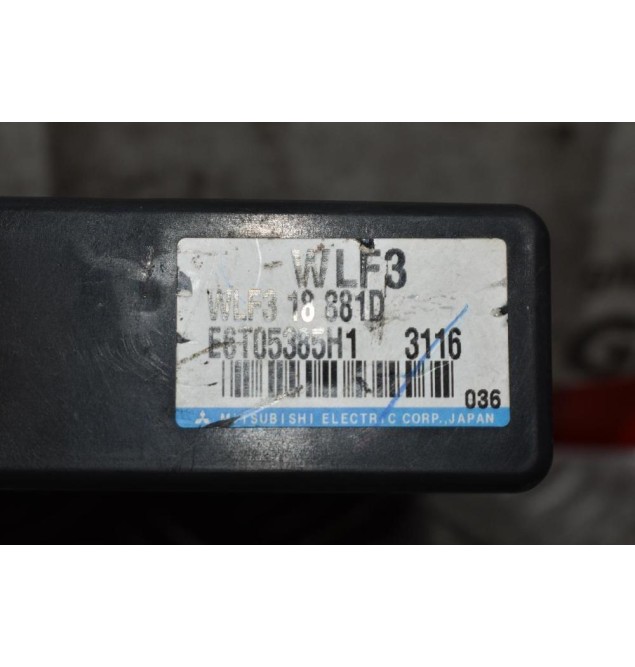 WLF3
WLF3 18 881D
E6T05385H1 3116
036
MITSUBISHI ELECTRIC CORP., JAPAN